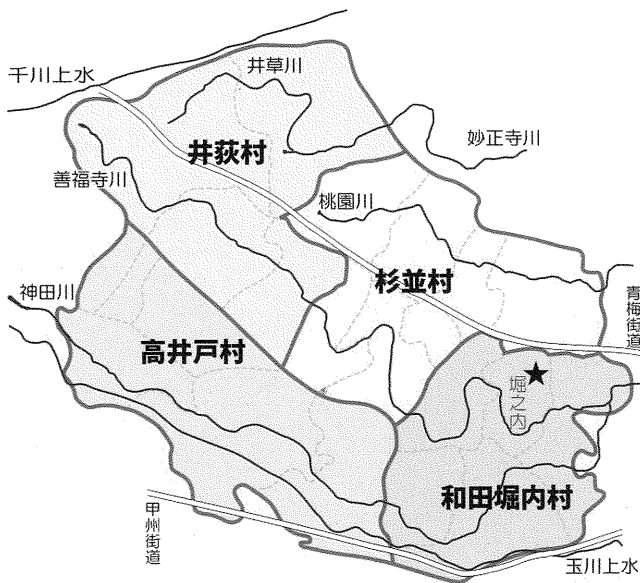 千川上水
井草川
妙正寺川
井荻村
善福寺川
桃園川
杉並村
青梅街道
神田川
高井戸村
堀之内
和田堀内村
甲州街道
玉川上水